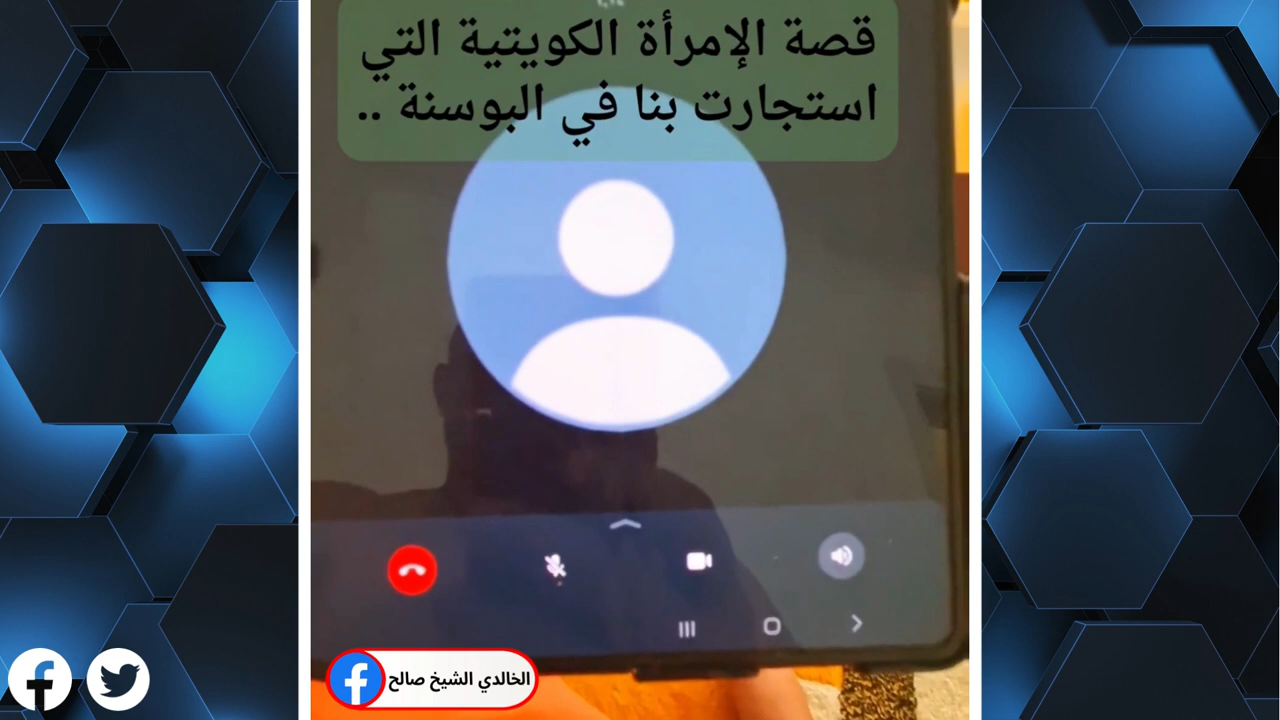 قصة الإمرأة الكويتية التي
استجارت بنا في البوسنة ..
الخالدي الشيخ صالح